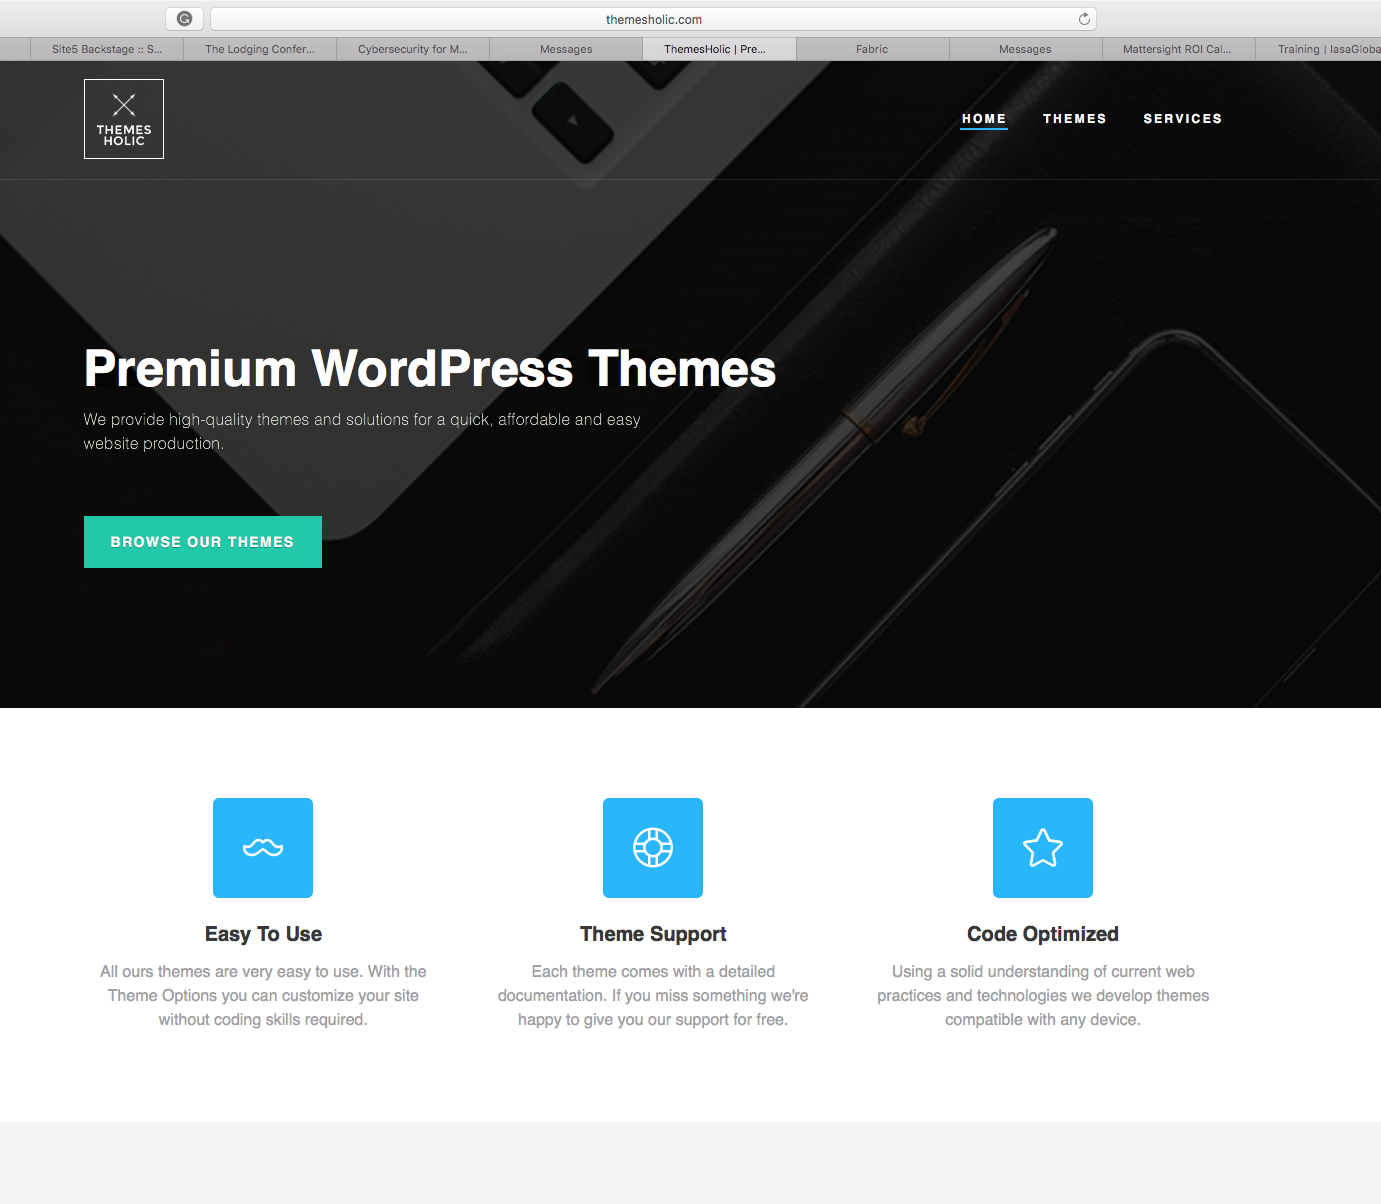 themesholic.com
Site5 Backstage :: S...
The Lodging Confer...
Cybersecurity for M...
Messages
ThemesHolic | Pre...
Fabric
Messages
Mattersight ROI Cal...
Training | IasaGloba
THEMES
HOLIC
HOME THEMES SERVICES
Premium WordPress Themes
We provide high-quality themes and solutions for a quick, affordable and easy
website production.
BROWSE OUR THEMES
Easy To Use
All ours themes are very easy to use. With the
Theme Options you can customize your site
without coding skills required.
Theme Support
Each theme comes with a detailed
documentation. If you miss something we're
happy to give you our support for free.
Code Optimized
Using a solid understanding of current web
practices and technologies we develop themes
compatible with any device.